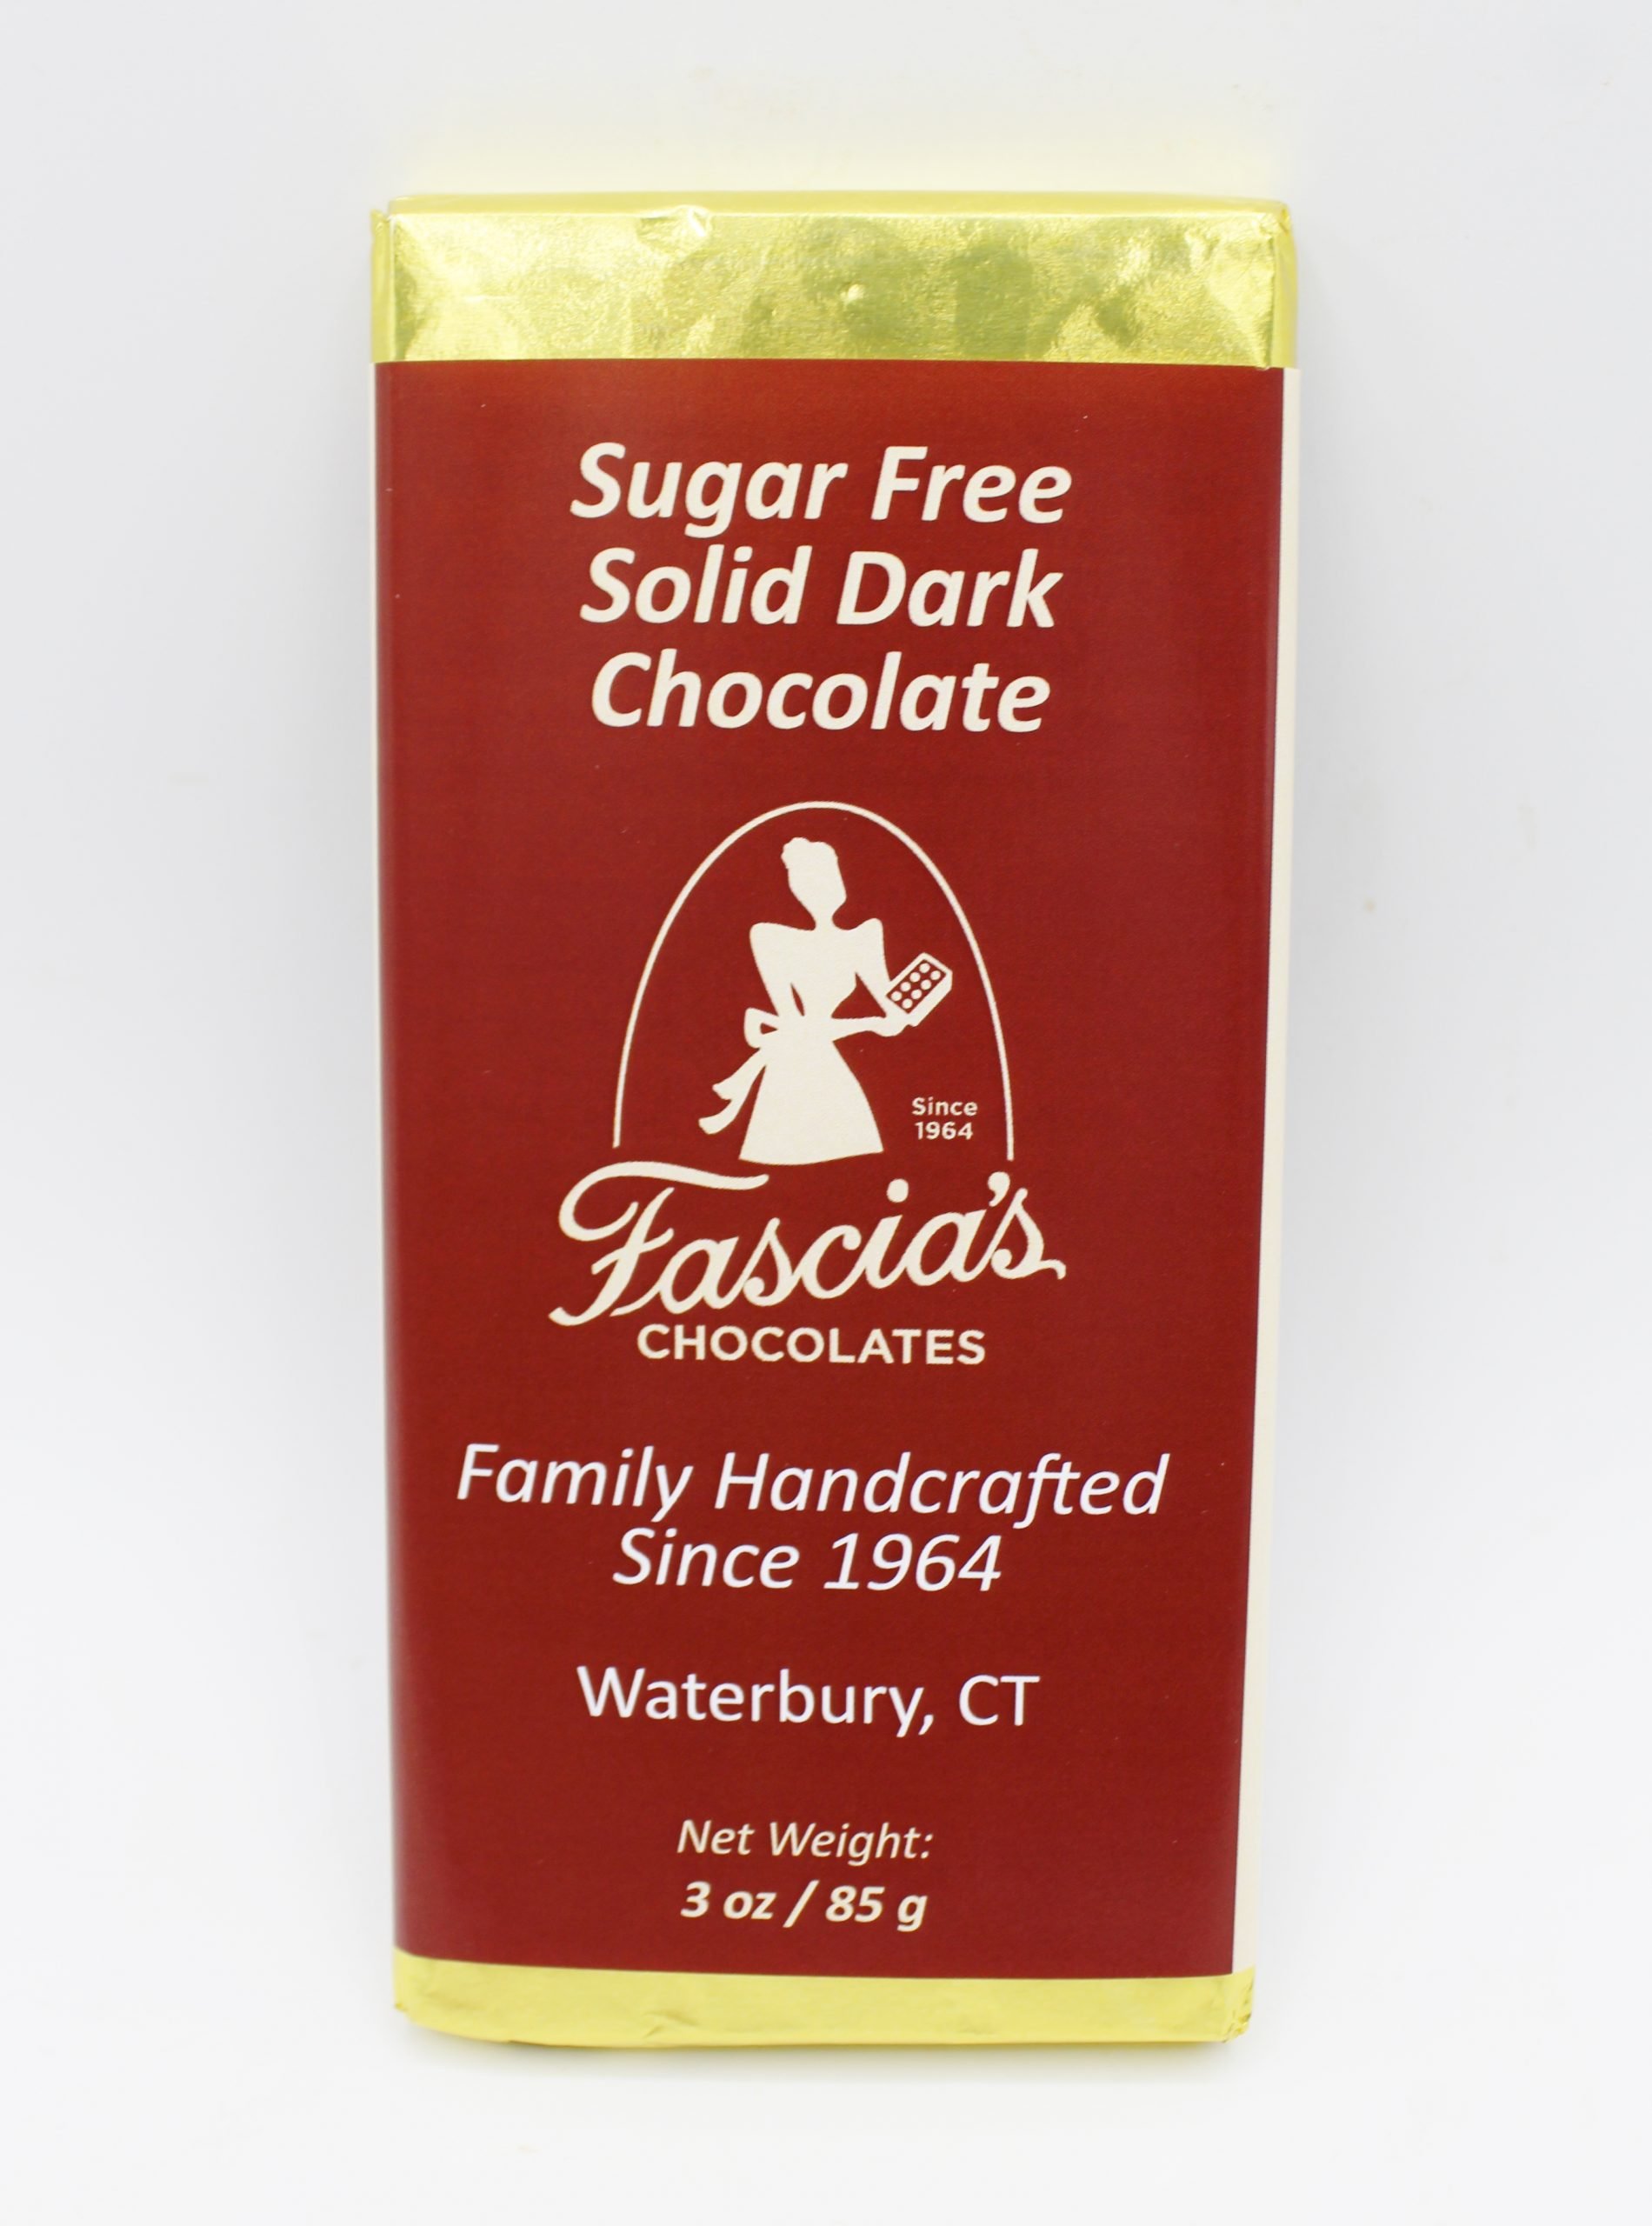 Sugar Free
Solid Dark
Chocolate
Since
1964
Fascia's
CHOCOLATES
Family Handcrafted
Since 1964
Waterbury, CT
Net Weight:
3 oz / 85 g